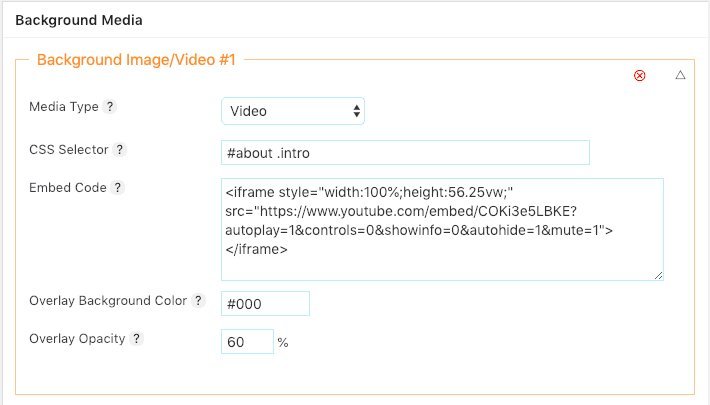 Background Media
Background Image/Video #1
Media Type ?
Video
CSS Selector ?
#about .intro
Embed Code ?
<iframe style="width:100%;height:56.25vw;"
src="https://www.youtube.com/embed/COKi3e5LBKE?
autoplay=1&controls=0&showinfo=0&autohide=1&mute=1">
</iframe>
Overlay Background Color ?
#000
Overlay Opacity ?
60 %